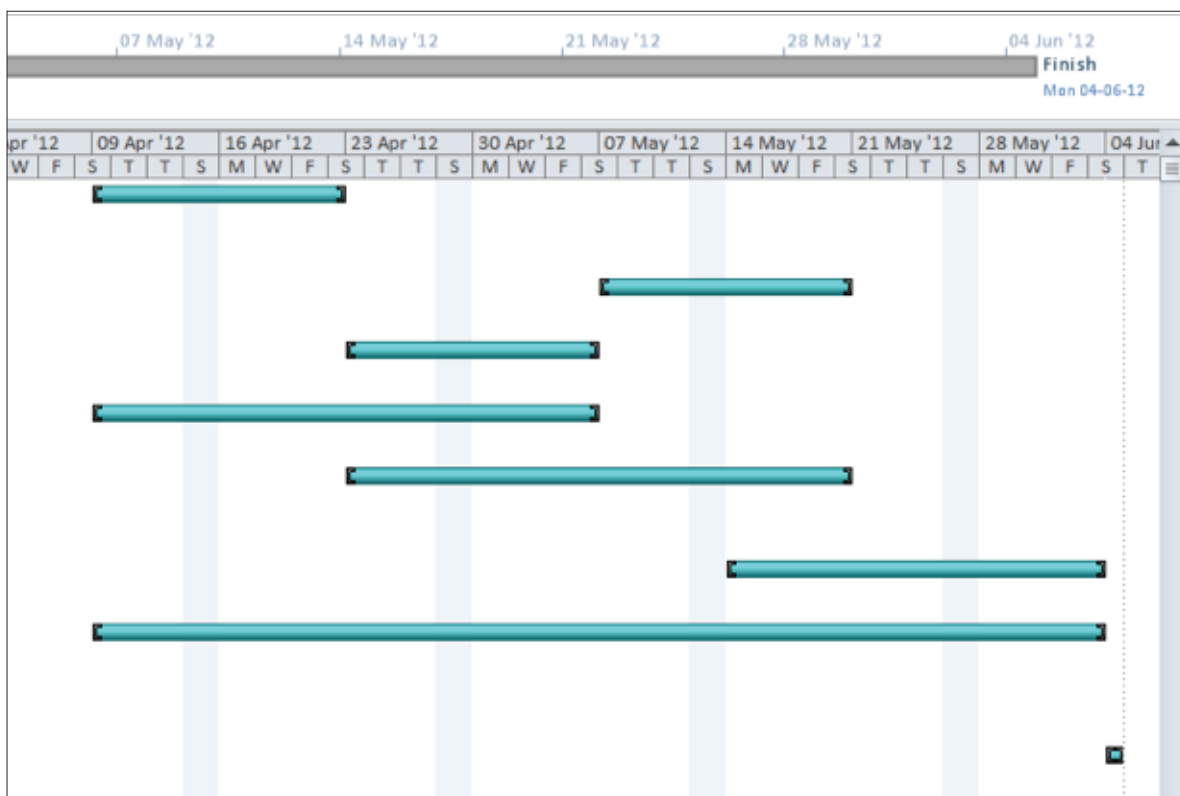 07 May '12 14 May '12 21 May '12 28 May '12 04 Jun '12
Finish
Mon 04-06-12
pr '12 09 Apr '12 16 Apr '12 23 Apr '12 30 Apr '12 07 May '12 14 May '12 21 May '12 28 May '12 04 Jur
W F S T T S M W F S T T S M W F S T T S M W F S T T S M W F S T